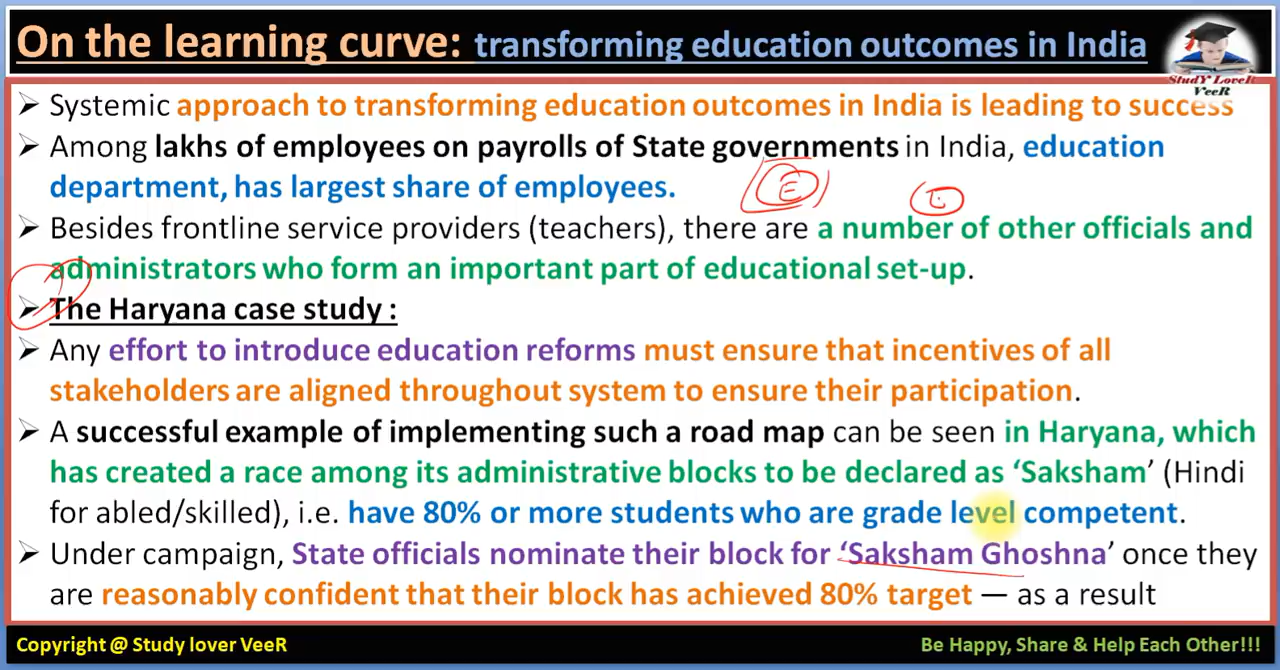 On the learning curve: transforming education outcomes in India
StudY LoveR
VeeR
➤ Systemic approach to transforming education outcomes in India is leading to success
➤ Among lakhs of employees on payrolls of State governments in India, education
department, has largest share of employees.
E
➤ Besides frontline service providers (teachers), there are a number of other officials and
administrators who form an important part of educational set-up.
➤ The Haryana case study :
➤ Any effort to introduce education reforms must ensure that incentives of all
stakeholders are aligned throughout system to ensure their participation.
➤ A successful example of implementing such a road map can be seen in Haryana, which
has created a race among its administrative blocks to be declared as ‘Saksham’ (Hindi
for abled/skilled), i.e. have 80% or more students who are grade level competent.
➤ Under campaign, State officials nominate their block for ‘Saksham Ghoshna’ once they
are reasonably confident that their block has achieved 80% target — as a result
Copyright @ Study lover VeeR
Be Happy, Share & Help Each Other!!!